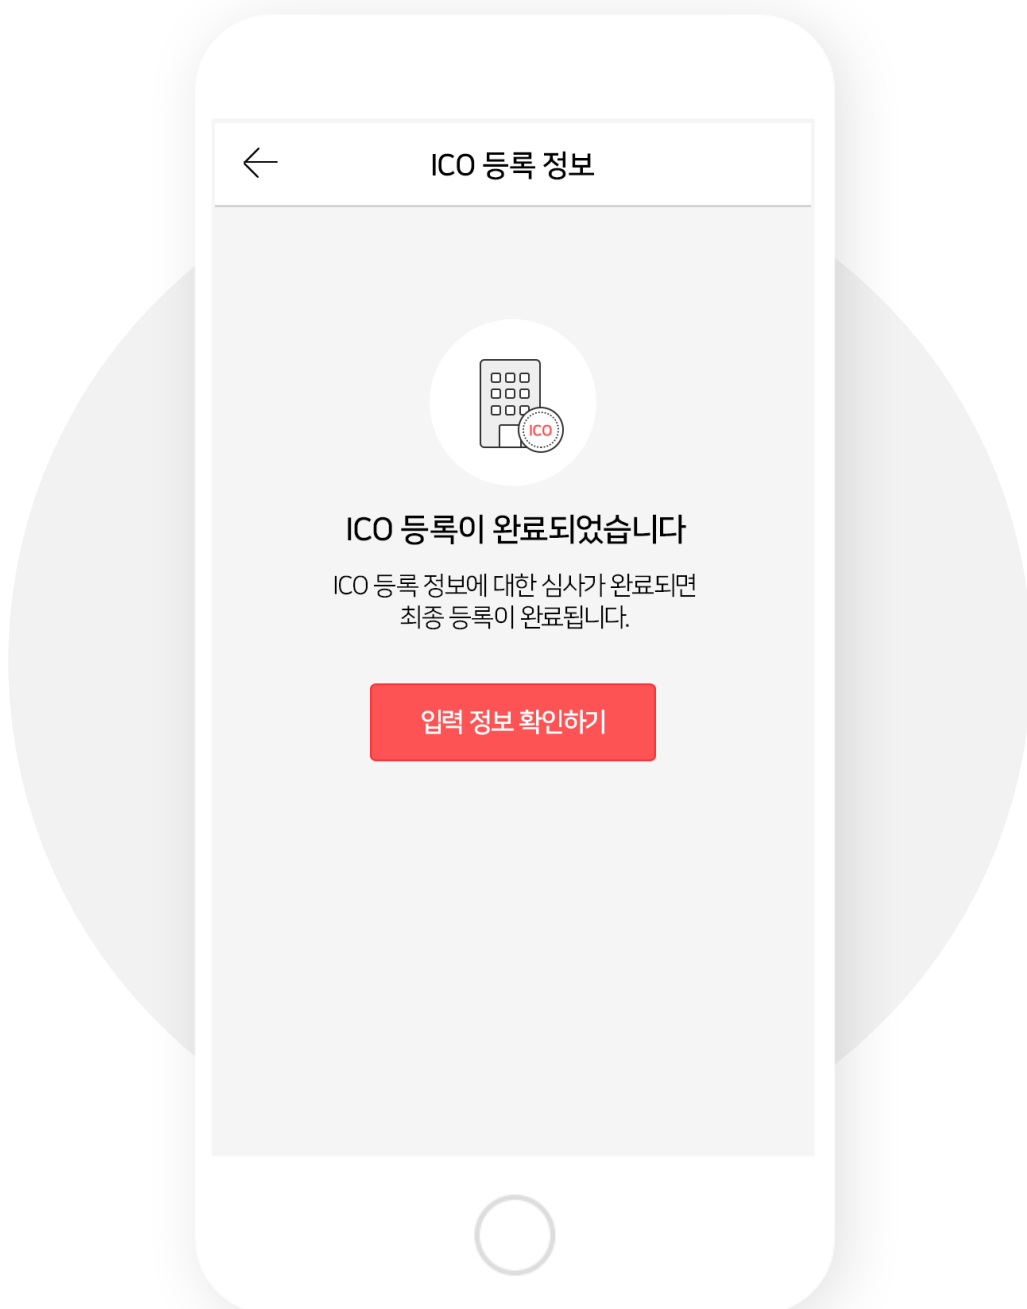 ICO 등록 정보
ICO
ICO 등록이 완료되었습니다
ICO 등록 정보에 대한 심사가 완료되면
최종 등록이 완료됩니다.
입력 정보 확인하기